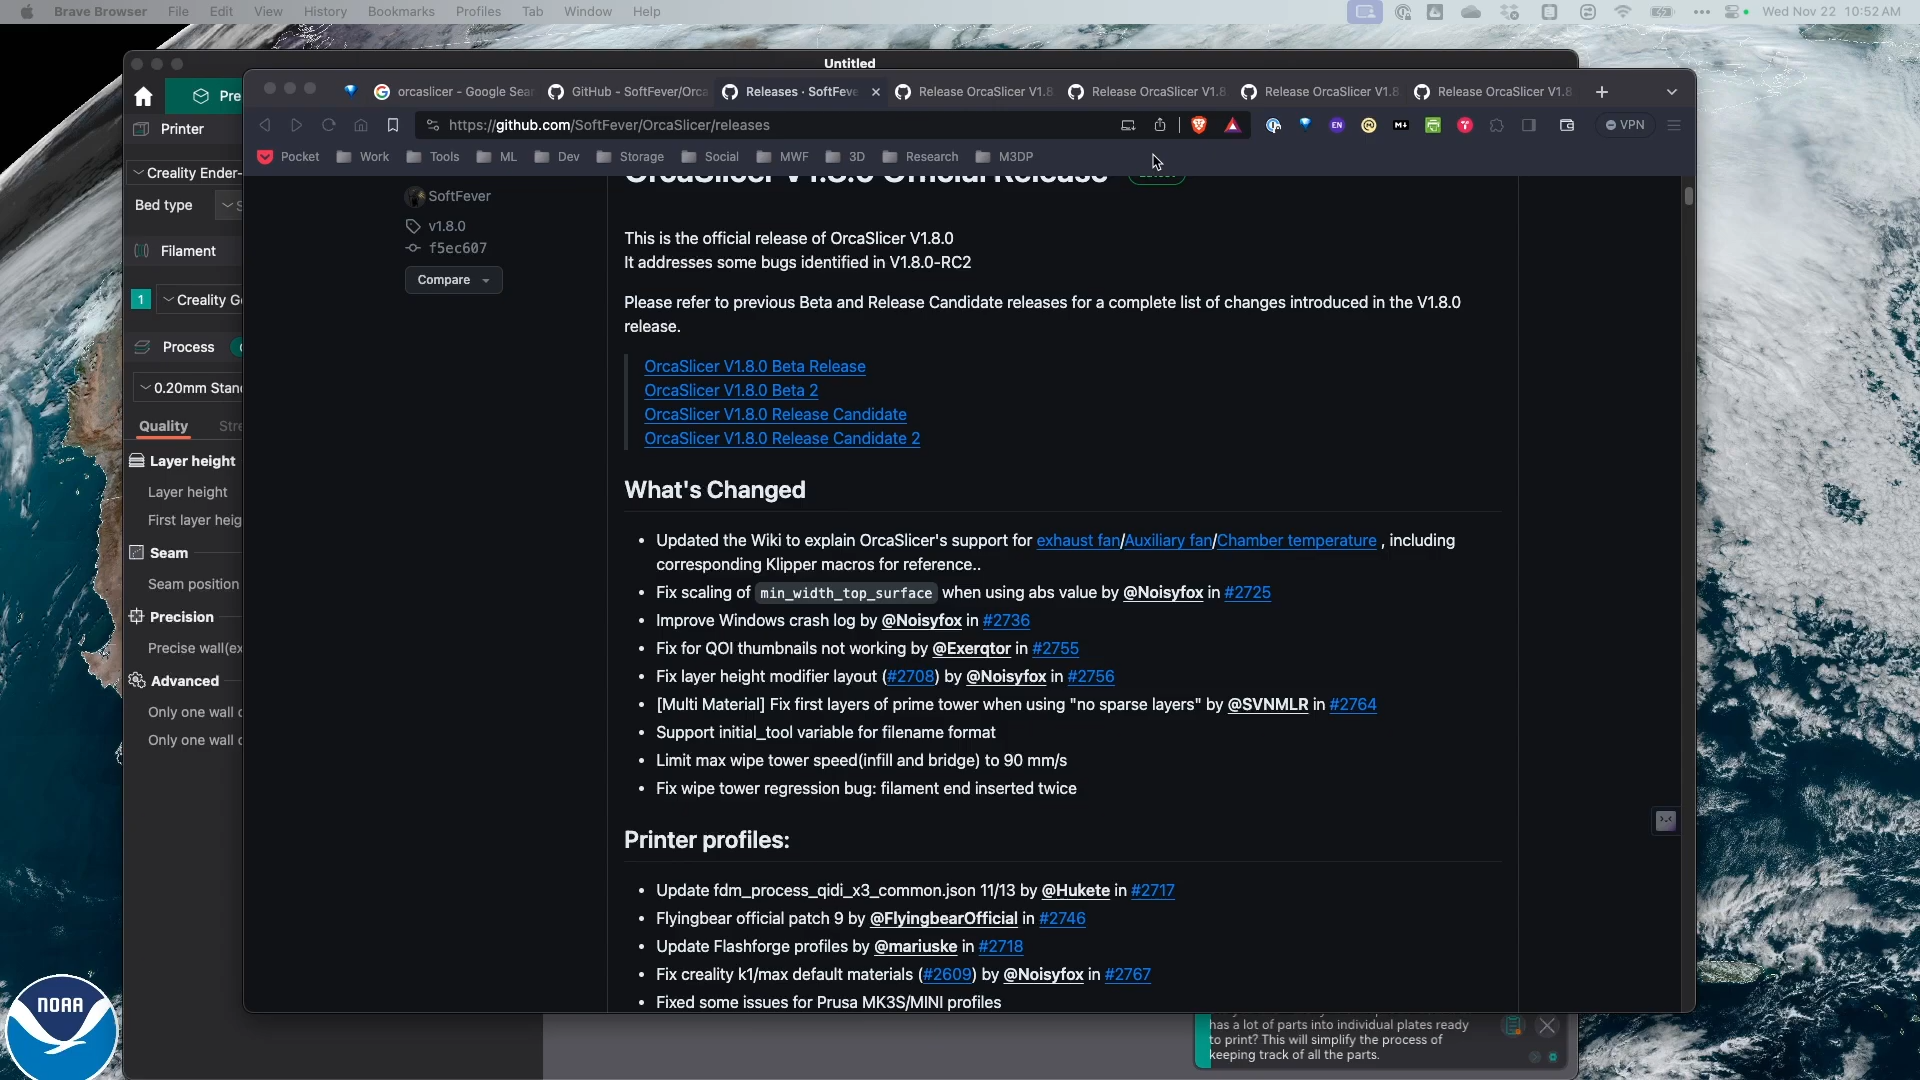 Brave Browser File Edit View History Bookmarks Profiles Tab Window Help Wed Nov 22 10:52 AM
Untitled
orcaslicer - Google Sear GitHub - SoftFever/Orca Releases · SoftFeve Release OrcaSlicer V1.8 Release OrcaSlicer V1.8 Release OrcaSlicer V1.8 Release OrcaSlicer V1.8
https://github.com/SoftFever/OrcaSlicer/releases EN VPN
Pocket Work Tools ML Dev Storage Social MWF 3D Research M3DP
Pre
Printer
Creality Ender-
Bed type
Filament
1 Creality Ge
Process
0.20mm Stand
Quality Stre
Layer height
Layer height
First layer heig
Seam
Seam position
Precision
Precise wall(ex
Advanced
Only one wall o
Only one wall o
OrcaSlicer V1.8.0 Official Release Latest
SoftFever
v1.8.0
f5ec607
Compare
This is the official release of OrcaSlicer V1.8.0
It addresses some bugs identified in V1.8.0-RC2
Please refer to previous Beta and Release Candidate releases for a complete list of changes introduced in the V1.8.0
release.
OrcaSlicer V1.8.0 Beta Release
OrcaSlicer V1.8.0 Beta 2
OrcaSlicer V1.8.0 Release Candidate
OrcaSlicer V1.8.0 Release Candidate 2
What's Changed
• Updated the Wiki to explain OrcaSlicer's support for exhaust fan/Auxiliary fan/Chamber temperature , including
corresponding Klipper macros for reference..
• Fix scaling of min_width_top_surface when using abs value by @Noisyfox in #2725
• Improve Windows crash log by @Noisyfox in #2736
• Fix for QOI thumbnails not working by @Exerqtor in #2755
• Fix layer height modifier layout (#2708) by @Noisyfox in #2756
• [Multi Material] Fix first layers of prime tower when using "no sparse layers" by @SVNMLR in #2764
• Support initial_tool variable for filename format
• Limit max wipe tower speed(infill and bridge) to 90 mm/s
• Fix wipe tower regression bug: filament end inserted twice
Printer profiles:
• Update fdm_process_qidi_x3_common.json 11/13 by @Hukete in #2717
• Flyingbear official patch 9 by @FlyingbearOfficial in #2746
• Update Flashforge profiles by @mariuske in #2718
• Fix creality k1/max default materials (#2609) by @Noisyfox in #2767
• Fixed some issues for Prusa MK3S/MINI profiles
NOAA
has a lot of parts into individual plates ready
to print? This will simplify the process of
keeping track of all the parts.